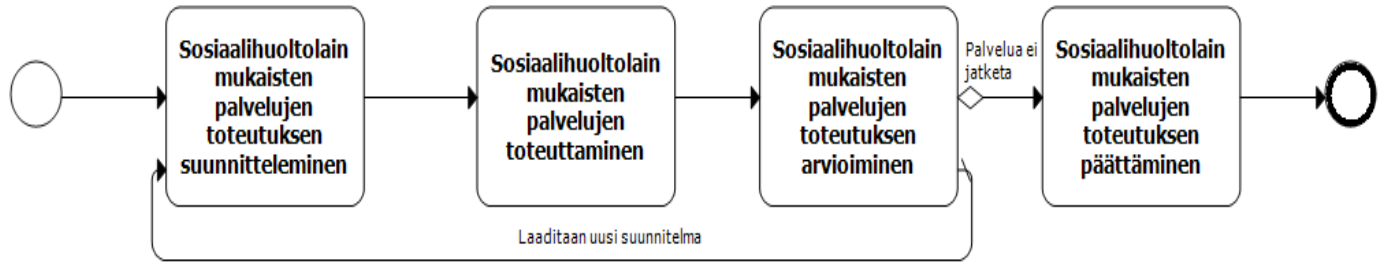 Sosiaalihuoltolain
mukaisten
palvelujen
toteutuksen
suunnitteleminen
Sosiaalihuoltolain
mukaisten
palvelujen
toteuttaminen
Sosiaalihuoltolain
mukaisten
palvelujen
toteutuksen
arvioiminen
Palvelua ei
jatketa
Sosiaalihuoltolain
mukaisten
palvelujen
toteutuksen
päättäminen
Laaditaan uusi suunnitelma